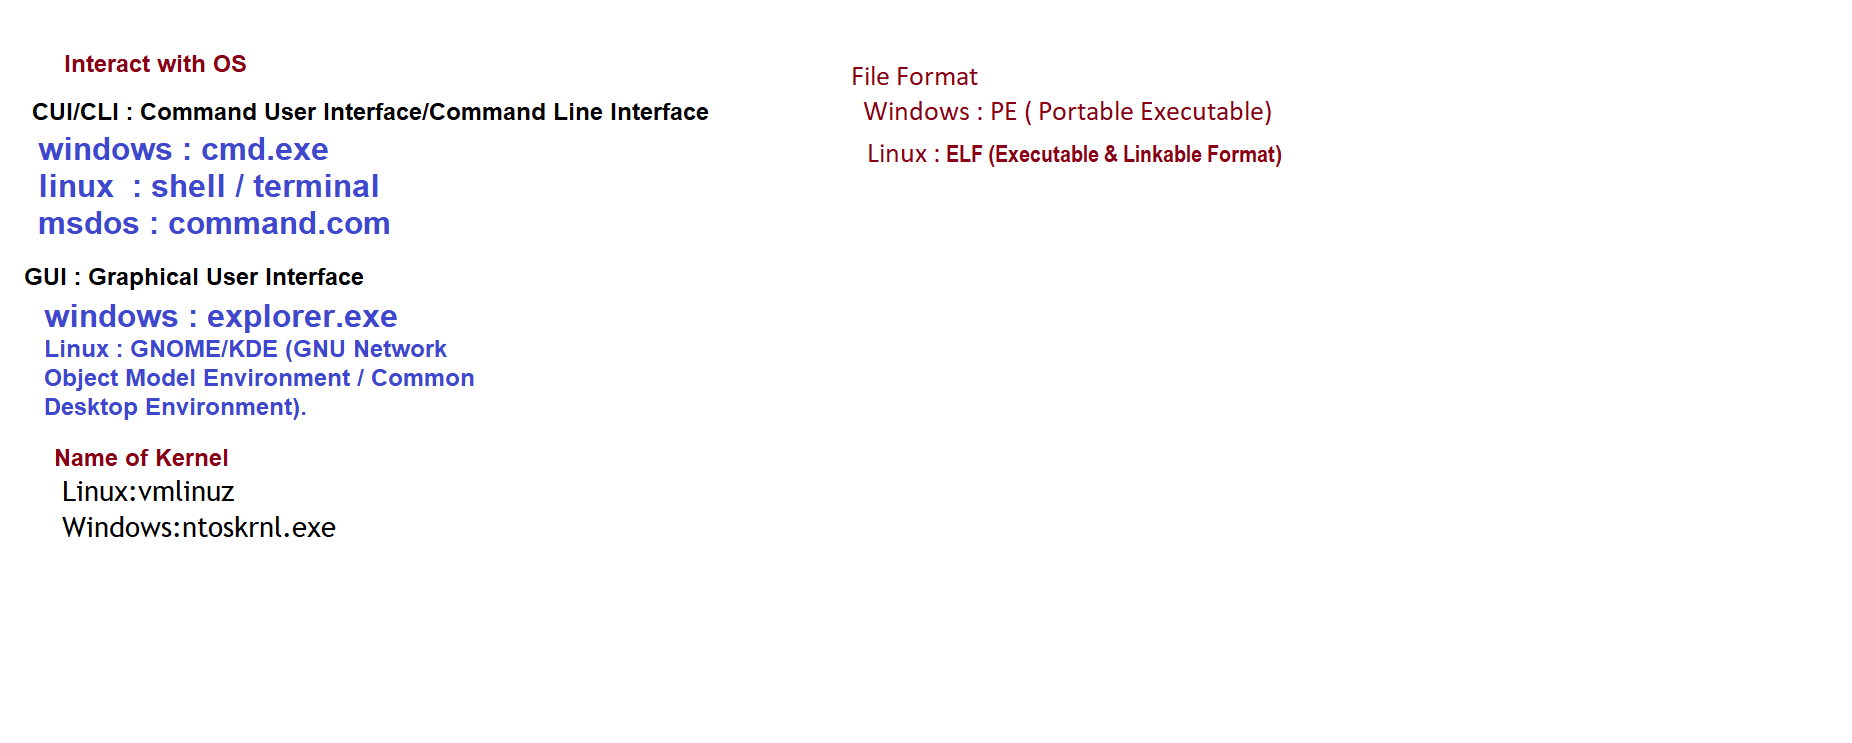 Interact with OS
CUI/CLI : Command User Interface/Command Line Interface
windows : cmd.exe
linux : shell / terminal
msdos : command.com
GUI : Graphical User Interface
windows : explorer.exe
Linux : GNOME/KDE (GNU Network
Object Model Environment / Common
Desktop Environment).
Name of Kernel
Linux:vmlinuz
Windows:ntoskrnl.exe
File Format
Windows : PE ( Portable Executable)
Linux : ELF (Executable & Linkable Format)